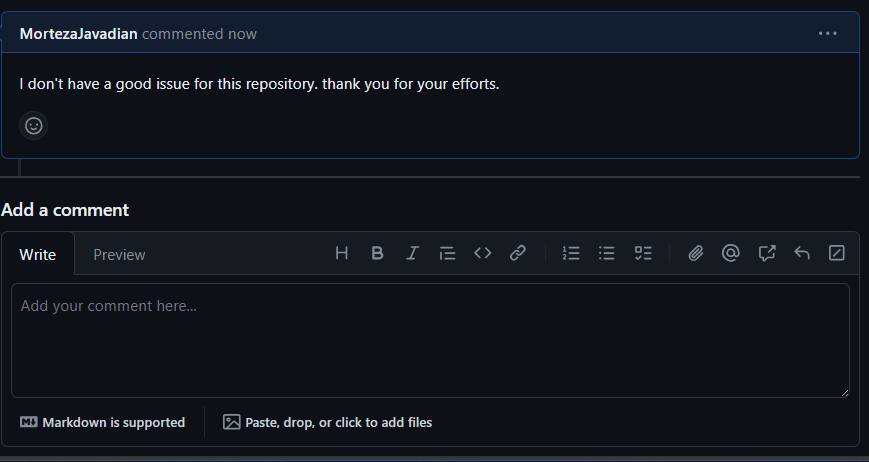 MortezaJavadian commented now
I don't have a good issue for this repository. thank you for your efforts.
Add a comment
Write Preview
Add your comment here...
Markdown is supported Paste, drop, or click to add files